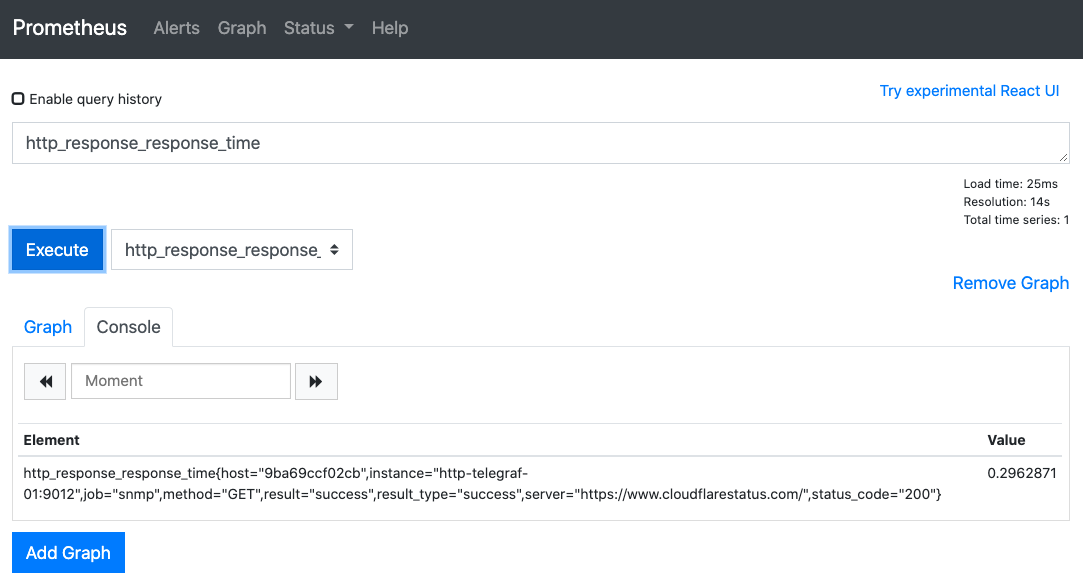 Prometheus Alerts Graph Status Help
Enable query history
Try experimental React UI
http_response_response_time
Load time: 25ms
Resolution: 14s
Total time series: 1
Execute
http_response_response_
Remove Graph
Graph Console
Moment
Element Value
http_response_response_time{host="9ba69ccf02cb",instance="http-telegraf- 0.2962871
01:9012",job="snmp",method="GET",result="success",result_type="success",server="https://www.cloudflarestatus.com/",status_code="200"}
Add Graph